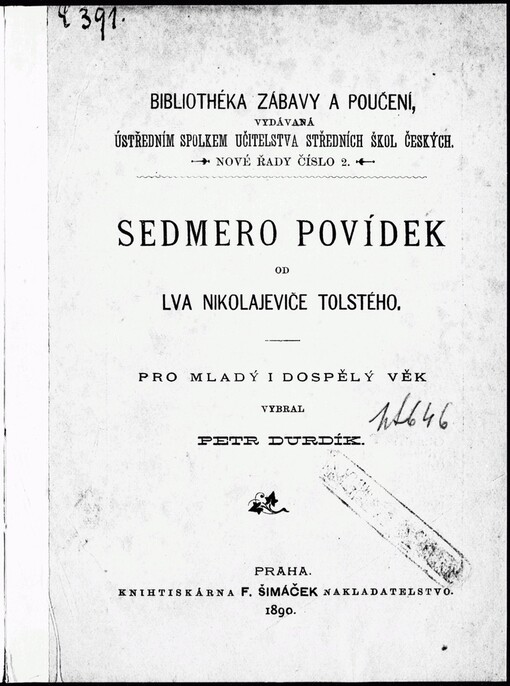 E 391.
BIBLIOTHÉKA ZÁBAVY A POUČENÍ,
VYDÁVANÁ
ÚSTŘEDNÍM SPOLKEM UČITELSTVA STŘEDNÍCH ŠKOL ČESKÝCH.
NOVÉ ŘADY ČÍSLO 2.
SEDMERO POVÍDEK
OD
LVA NIKOLAJEVIČE TOLSTÉHO.
PRO MLADÝ I DOSPĚLÝ VĚK
VYBRAL
PETR DURDÍK.
PRAHA.
KNIHTISKÁRNA F. ŠIMÁČEK NAKLADATELSTVO.
1890.